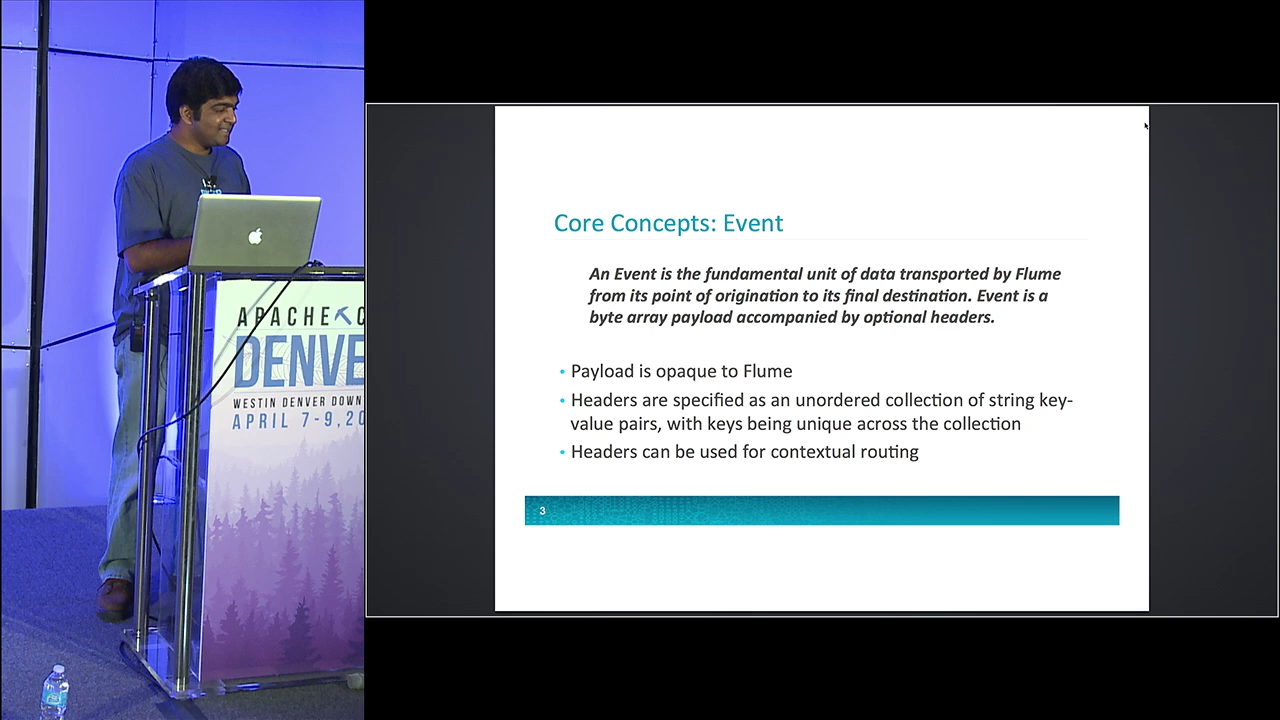 APACHE C
DENVE
WESTIN DENVER DOWN
APRIL 7-9, 20
Core Concepts: Event
An Event is the fundamental unit of data transported by Flume
from its point of origination to its final destination. Event is a
byte array payload accompanied by optional headers.
• Payload is opaque to Flume
• Headers are specified as an unordered collection of string key-
value pairs, with keys being unique across the collection
• Headers can be used for contextual routing
3